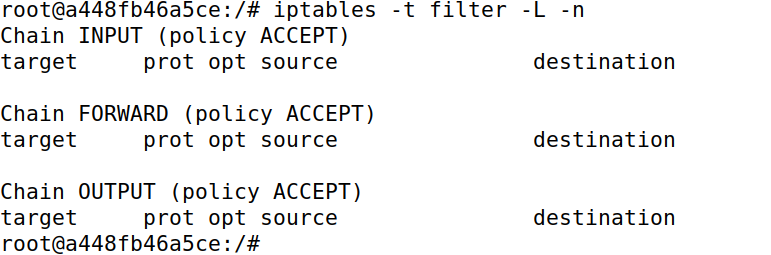 root@a448fb46a5ce:/# iptables -t filter -L -n
Chain INPUT (policy ACCEPT)
target     prot opt source               destination

Chain FORWARD (policy ACCEPT)
target     prot opt source               destination

Chain OUTPUT (policy ACCEPT)
target     prot opt source               destination
root@a448fb46a5ce:/#